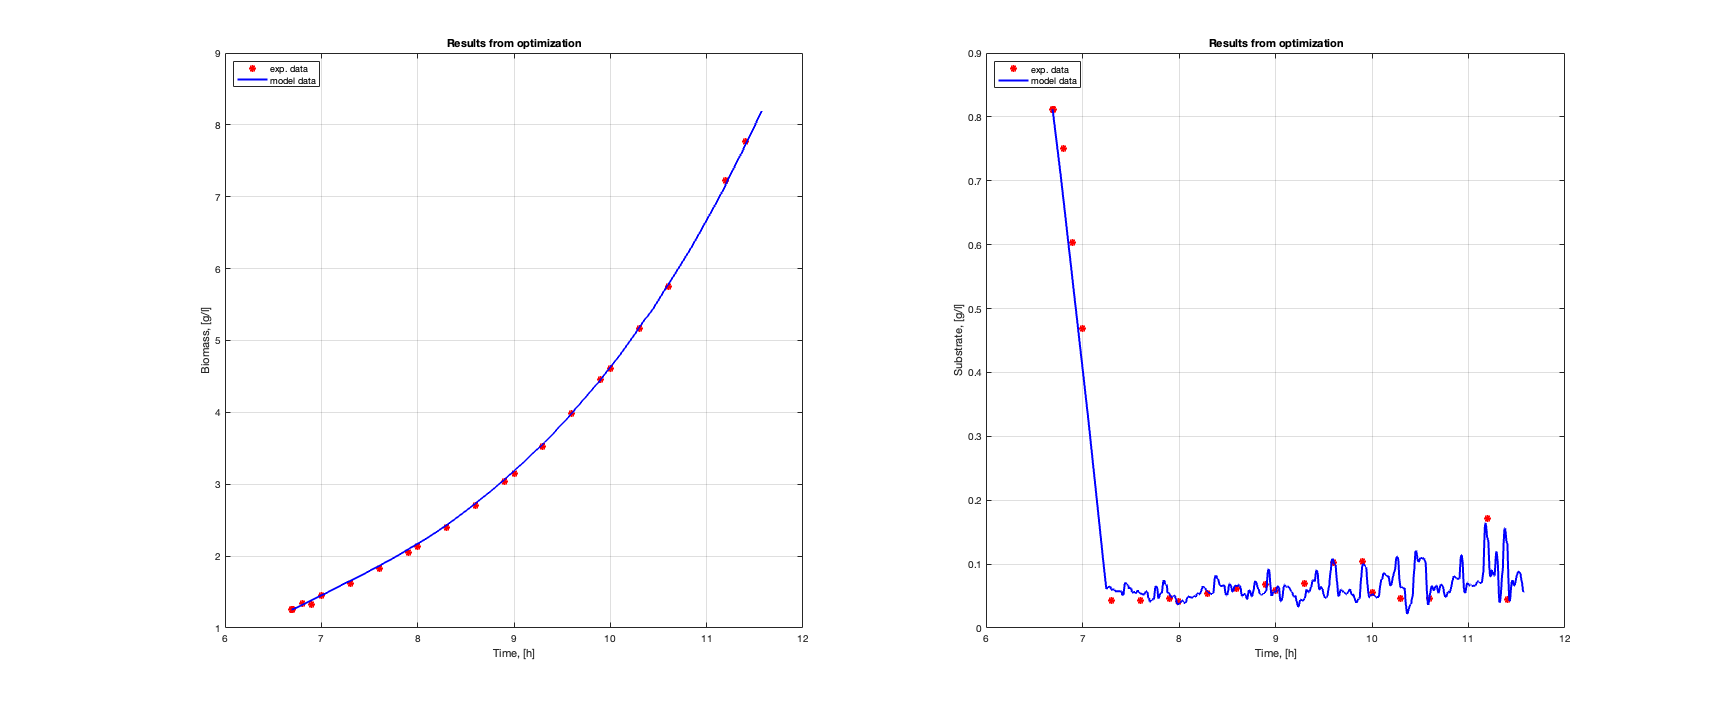 Results from optimization
exp. data
model data
9
8
7
6
5
4
3
2
1
Biomass, [g/l]
6 7 8 9 10 11 12
Time, [h]
Results from optimization
exp. data
model data
0.9
0.8
0.7
0.6
0.5
0.4
0.3
0.2
0.1
0
Substrate, [g/l]
6 7 8 9 10 11 12
Time, [h]